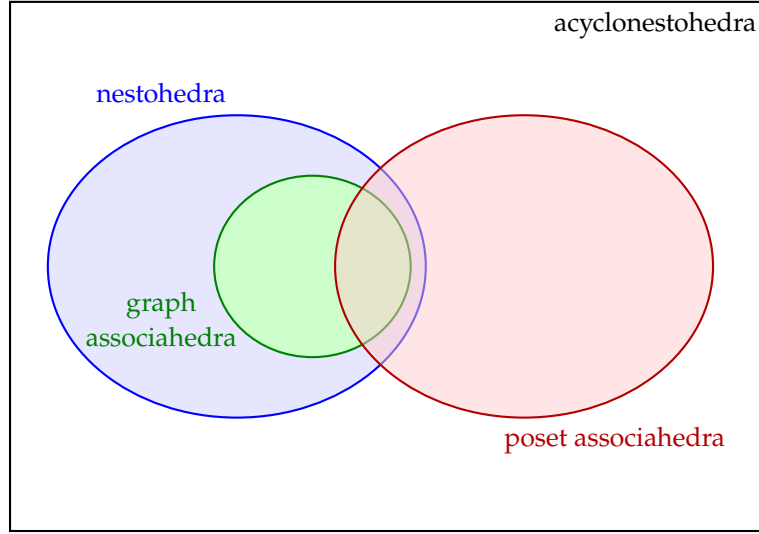 acyclonestohedra
nestohedra
graph
associahedra
poset associahedra